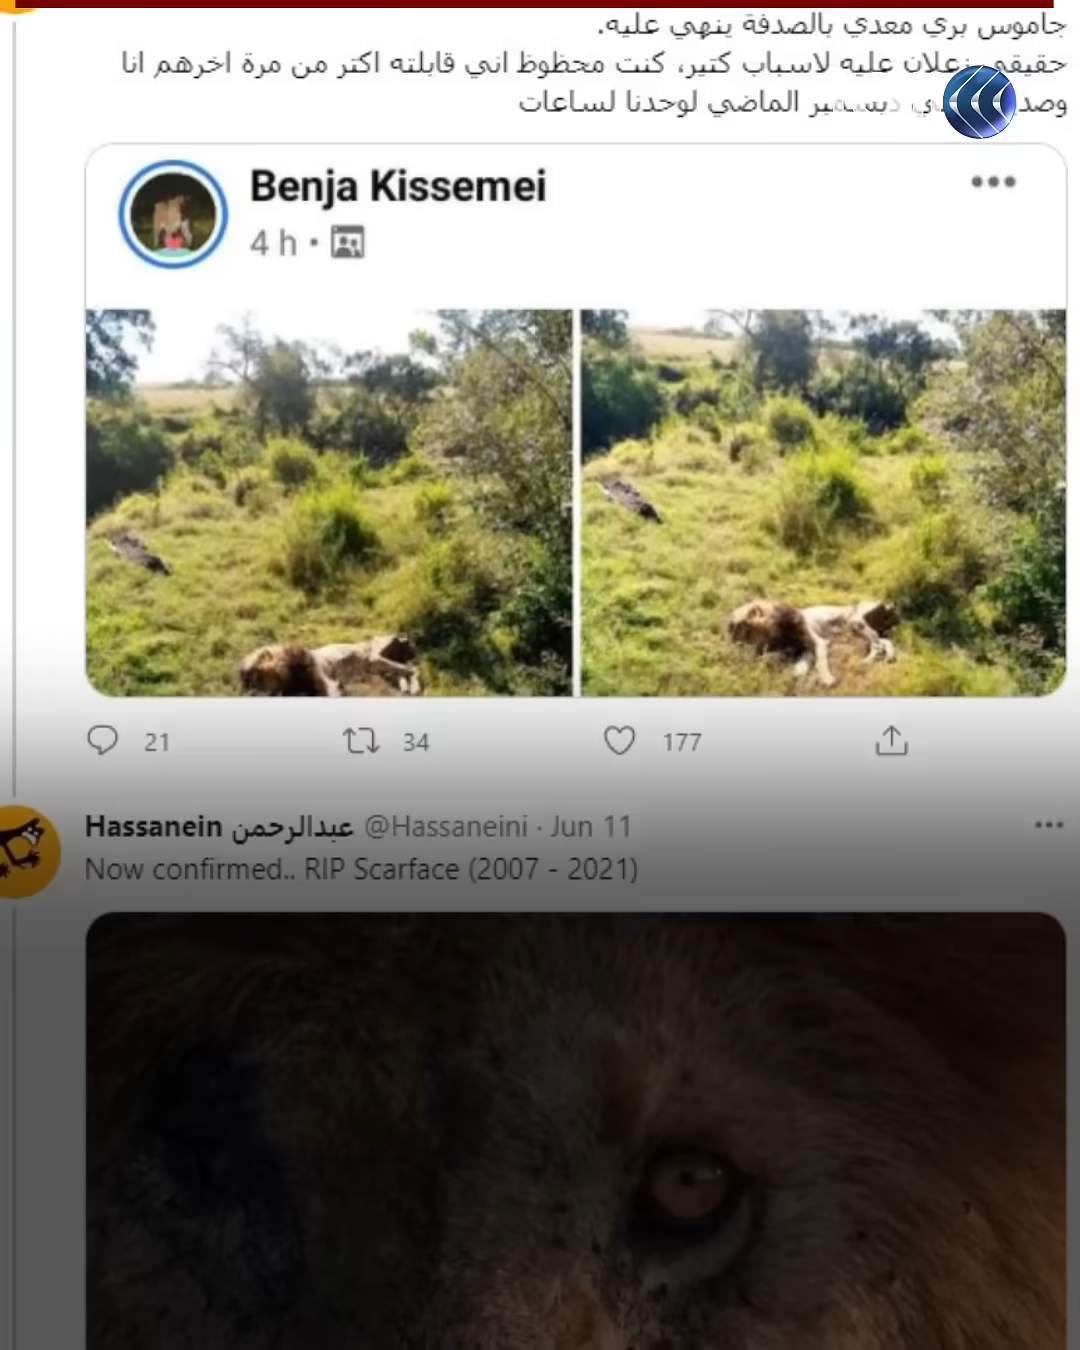 جاموس بري معدي بالصدفة ينهي عليه.
حقيقي زعلان عليه لاسباب كتير، كنت محظوظ اني قابلته اكتر من مرة اخرهم انا
ديسمبر الماضي لوحدنا لساعات
Benja Kissemei
4 h
21
34
177
Hassanein عبدالرحمن @Hassaneini · Jun 11
Now confirmed.. RIP Scarface (2007 - 2021)